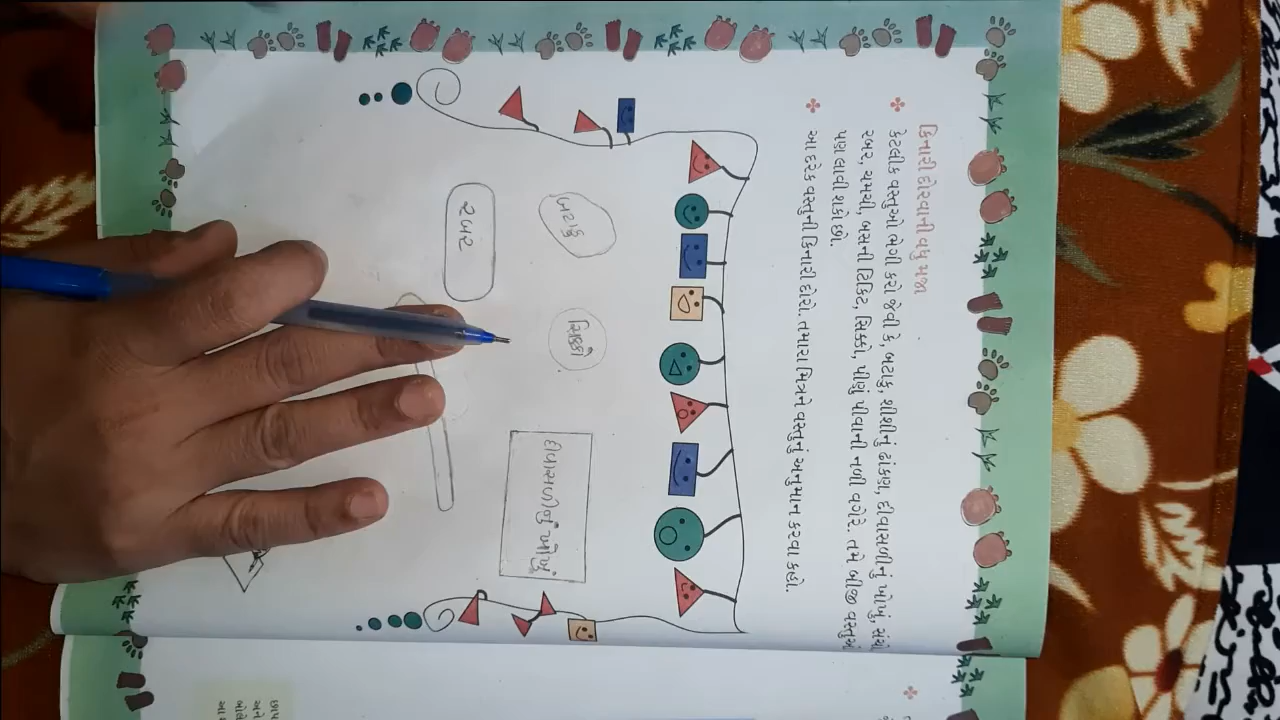 કિનારી દોરવાની વધુ મજા
કેટલીક વસ્તુઓ ભેગી કરો જેવી કે, બટાકુ, શીશીનું ઢાંકણ, દીવાસળીનું ખોખું, સંચો,
રબર, ચમચી, બસની ટિકિટ, સિક્કો, પીણું પીવાની નળી વગેરે. તમે બીજી વસ્તુઓ
પણ લાવી શકો છો.
આ દરેક વસ્તુની કિનારી દોરો. તમારા મિત્રને વસ્તુનું અનુમાન કરવા કહો.
બટાકુ
સિક્કો
દીવાસળીનું ખોખું
રબર